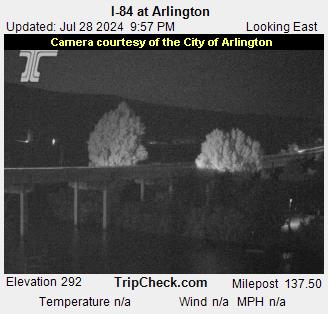 I-84 at Arlington
Updated: Jul 28 2024 9:57 PM Looking East
Camera courtesy of the City of Arlington
Elevation 292 TripCheck.com Milepost 137.50
Temperature n/a Wind n/a MPH n/a